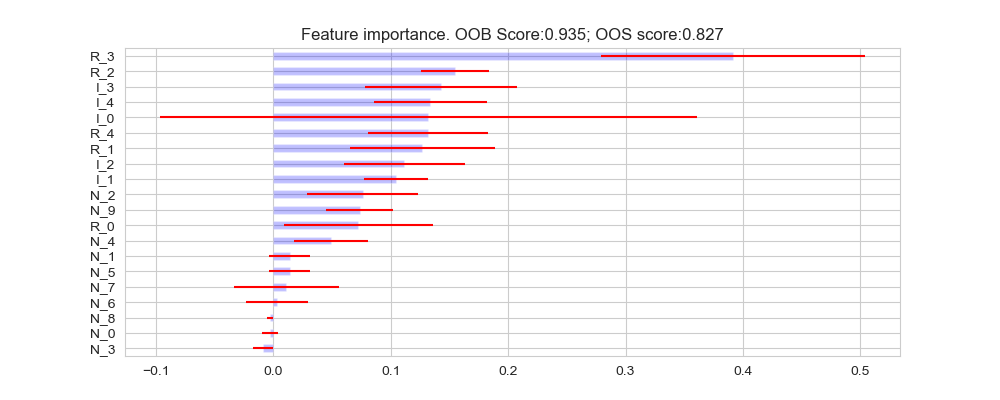 Feature importance. OOB Score:0.935; OOS score:0.827
R_3
R_2
I_3
I_4
I_0
R_4
R_1
I_2
I_1
N_2
N_9
R_0
N_4
N_1
N_5
N_7
N_6
N_8
N_0
N_3
−0.1 0.0 0.1 0.2 0.3 0.4 0.5